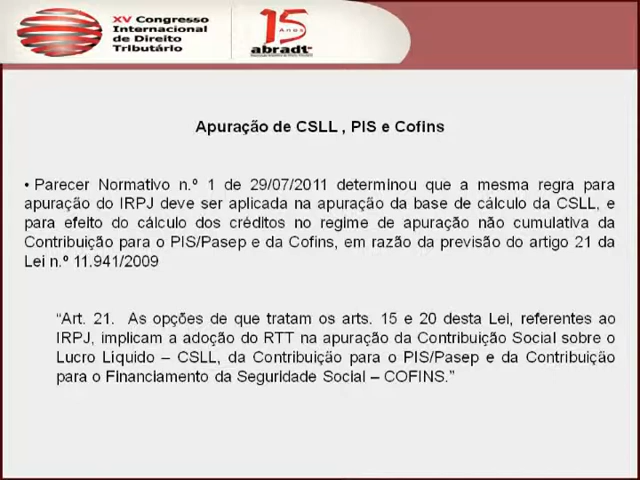 XV Congresso
Internacional
de Direito
Tributário
15
Anos
abradt
Apuração de CSLL , PIS e Cofins
• Parecer Normativo n.º 1 de 29/07/2011 determinou que a mesma regra para
apuração do IRPJ deve ser aplicada na apuração da base de cálculo da CSLL, e
para efeito do cálculo dos créditos no regime de apuração não cumulativa da
Contribuição para o PIS/Pasep e da Cofins, em razão da previsão do artigo 21 da
Lei n.º 11.941/2009
“Art. 21. As opções de que tratam os arts. 15 e 20 desta Lei, referentes ao
IRPJ, implicam a adoção do RTT na apuração da Contribuição Social sobre o
Lucro Líquido – CSLL, da Contribuição para o PIS/Pasep e da Contribuição
para o Financiamento da Seguridade Social – COFINS.”